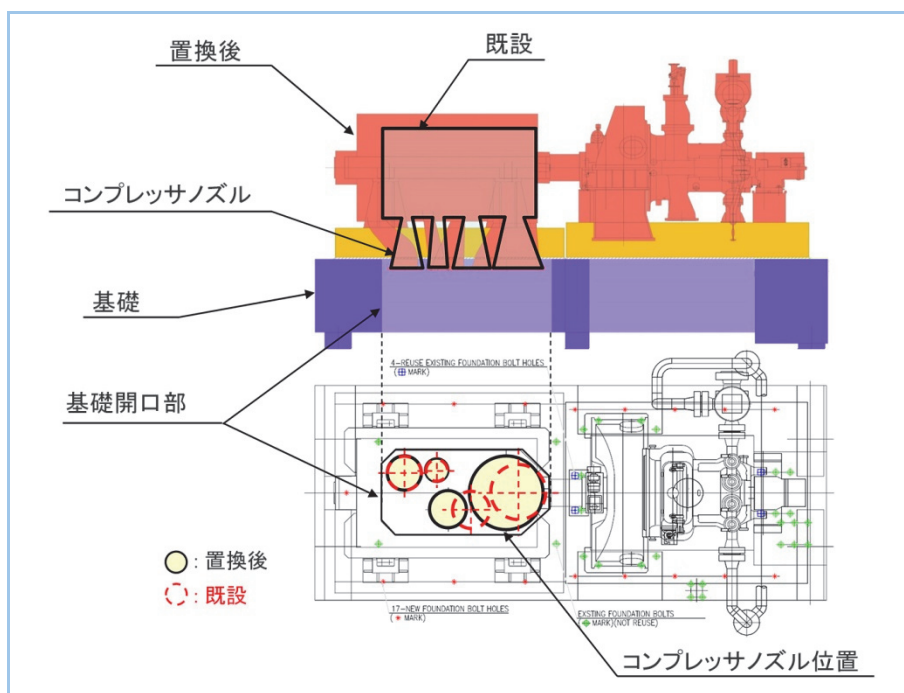 置換後
既設
コンプレッサノズル
基礎
4-REUSE EXISTING FOUNDATION BOLT HOLES
(MARK)
基礎開口部
: 置換後
: 既設
17-NEW FOUNDATION BOLT HOLES
(MARK)
EXISTING FOUNDATION BOLTS
(MARK)(NOT REUSE)
コンプレッサノズル位置